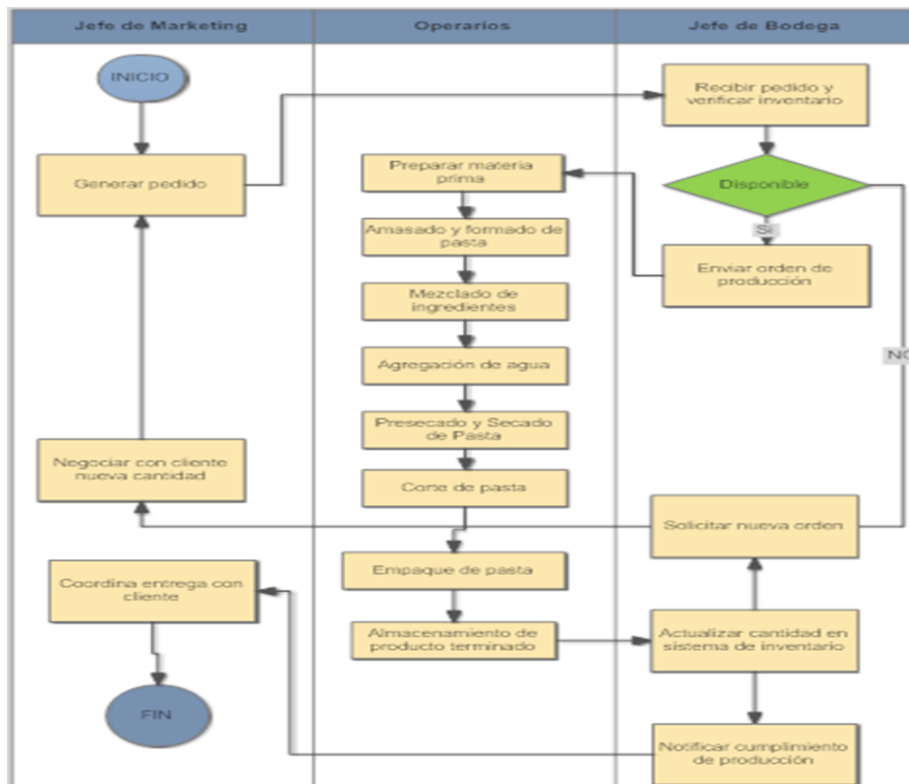 Jefe de Marketing
Operarios
Jefe de Bodega
INICIO
Generar pedido
Negociar con cliente
nueva cantidad
Coordina entrega con
cliente
FIN
Preparar materia
prima
Amasado y formado de
pasta
Mezclado de
ingredientes
Agregación de agua
Presecado y Secado
de Pasta
Corte de pasta
Empaque de pasta
Almacenamiento de
producto terminado
Recibir pedido y
verificar inventario
Disponible
Si
Enviar orden de
producción
NO
Solicitar nueva orden
Actualizar cantidad en
sistema de inventario
Notificar cumplimiento
de producción